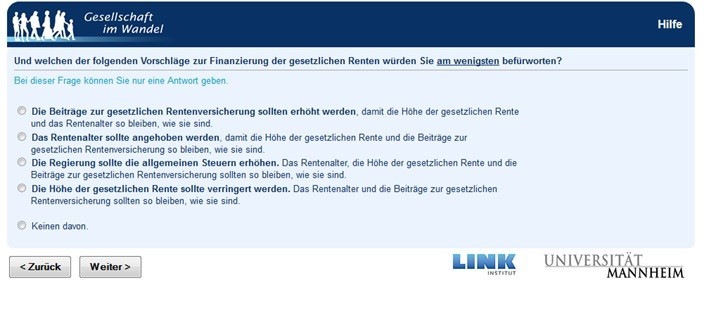 Gesellschaft
im Wandel
Hilfe
Und welchen der folgenden Vorschläge zur Finanzierung der gesetzlichen Renten würden Sie am wenigsten befürworten?
Bei dieser Frage können Sie nur eine Antwort geben.
Die Beiträge zur gesetzlichen Rentenversicherung sollten erhöht werden, damit die Höhe der gesetzlichen Rente
und das Rentenalter so bleiben, wie sie sind.
Das Rentenalter sollte angehoben werden, damit die Höhe der gesetzlichen Rente und die Beiträge zur
gesetzlichen Rentenversicherung so bleiben, wie sie sind.
Die Regierung sollte die allgemeinen Steuern erhöhen. Das Rentenalter, die Höhe der gesetzlichen Rente und die
Beiträge zur gesetzlichen Rentenversicherung sollten so bleiben, wie sie sind.
Die Höhe der gesetzlichen Rente sollte verringert werden. Das Rentenalter und die Beiträge zur gesetzlichen
Rentenversicherung sollten so bleiben, wie sie sind.
Keinen davon.
< Zurück Weiter >
LINK
INSTITUT
UNIVERSITÄT
MANNHEIM